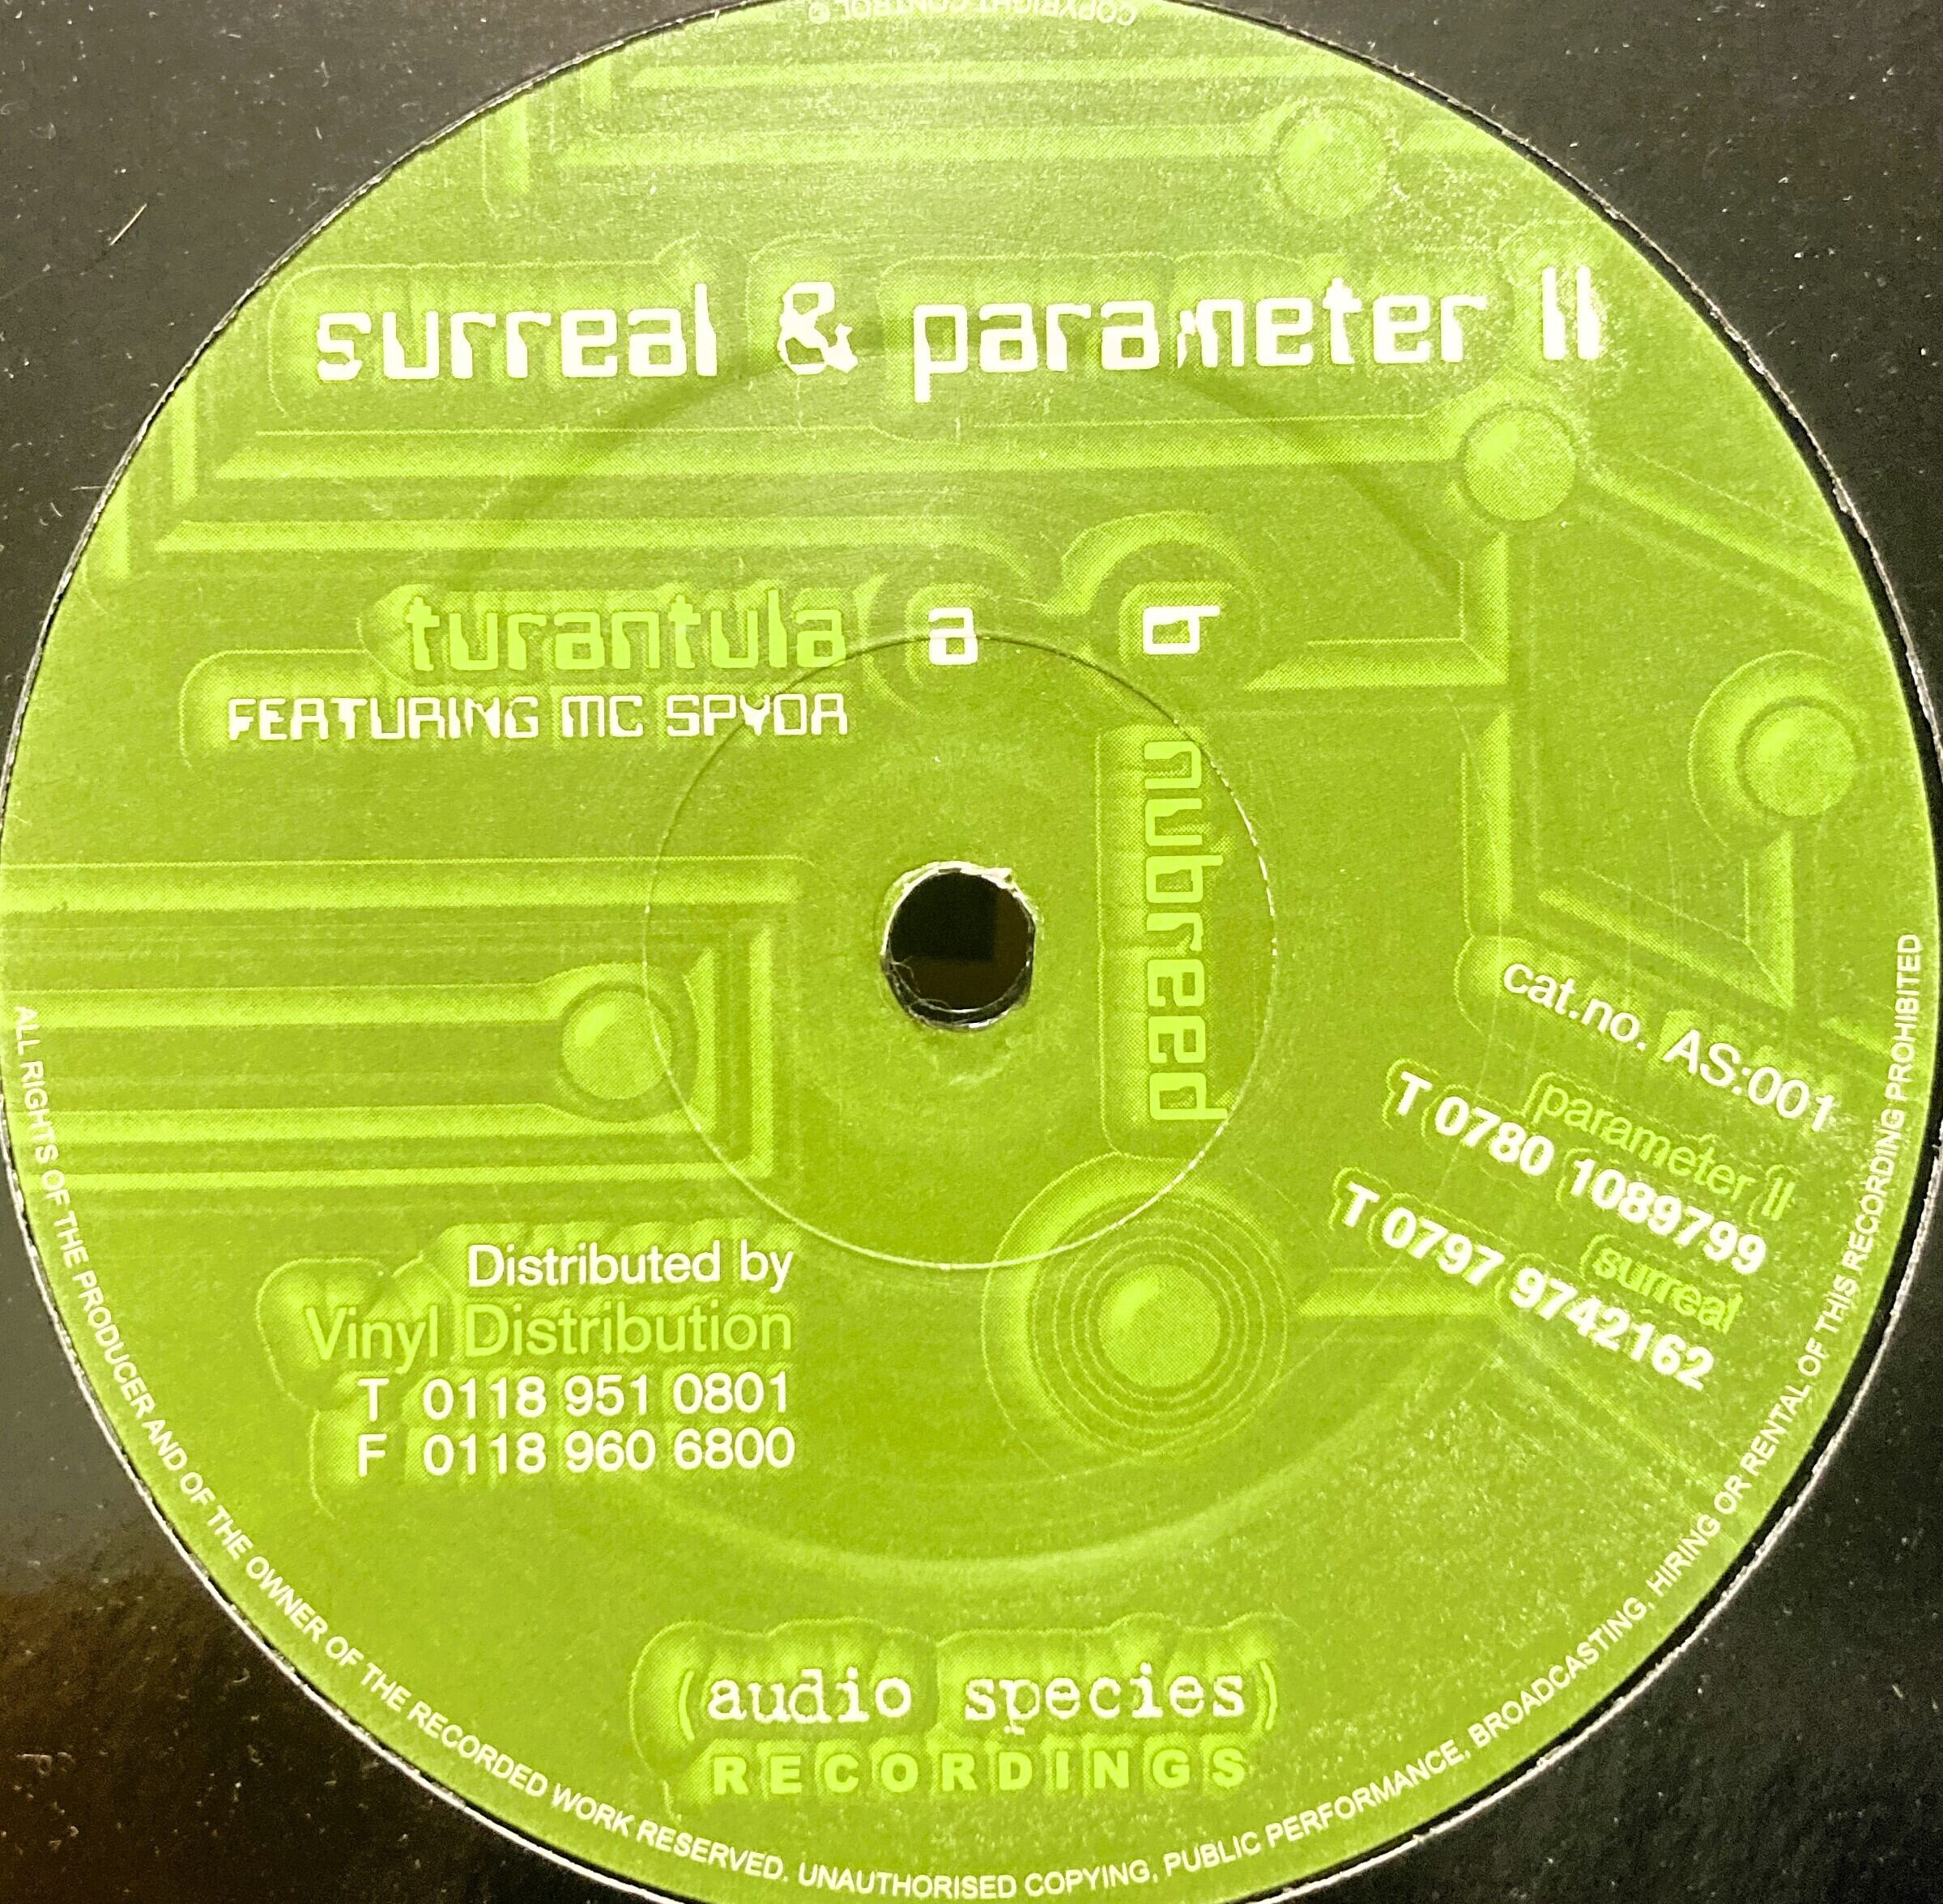 COPYRIGHT CONTROL ©
surreal & parameter II
turantula a
FEATURING MC SPYDA
b
nubreed
cat.no. AS:001
parameter II
T 0780 1089799
surreal
T 0797 9742162
Distributed by
Vinyl Distribution
T 0118 951 0801
F 0118 960 6800
(audio species)
RECORDINGS
ALL RIGHTS OF THE PRODUCER AND OF THE OWNER OF THE RECORDED WORK RESERVED. UNAUTHORISED COPYING, PUBLIC PERFORMANCE, BROADCASTING, HIRING OR RENTAL OF THIS RECORDING PROHIBITED